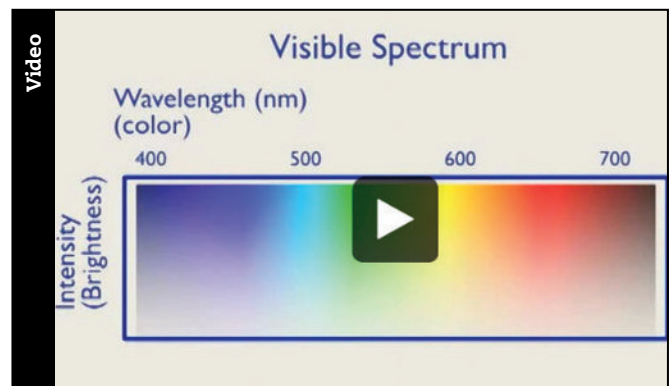 Video
Visible Spectrum
Wavelength (nm)
(color)
400 500 600 700
Intensity
(Brightness)